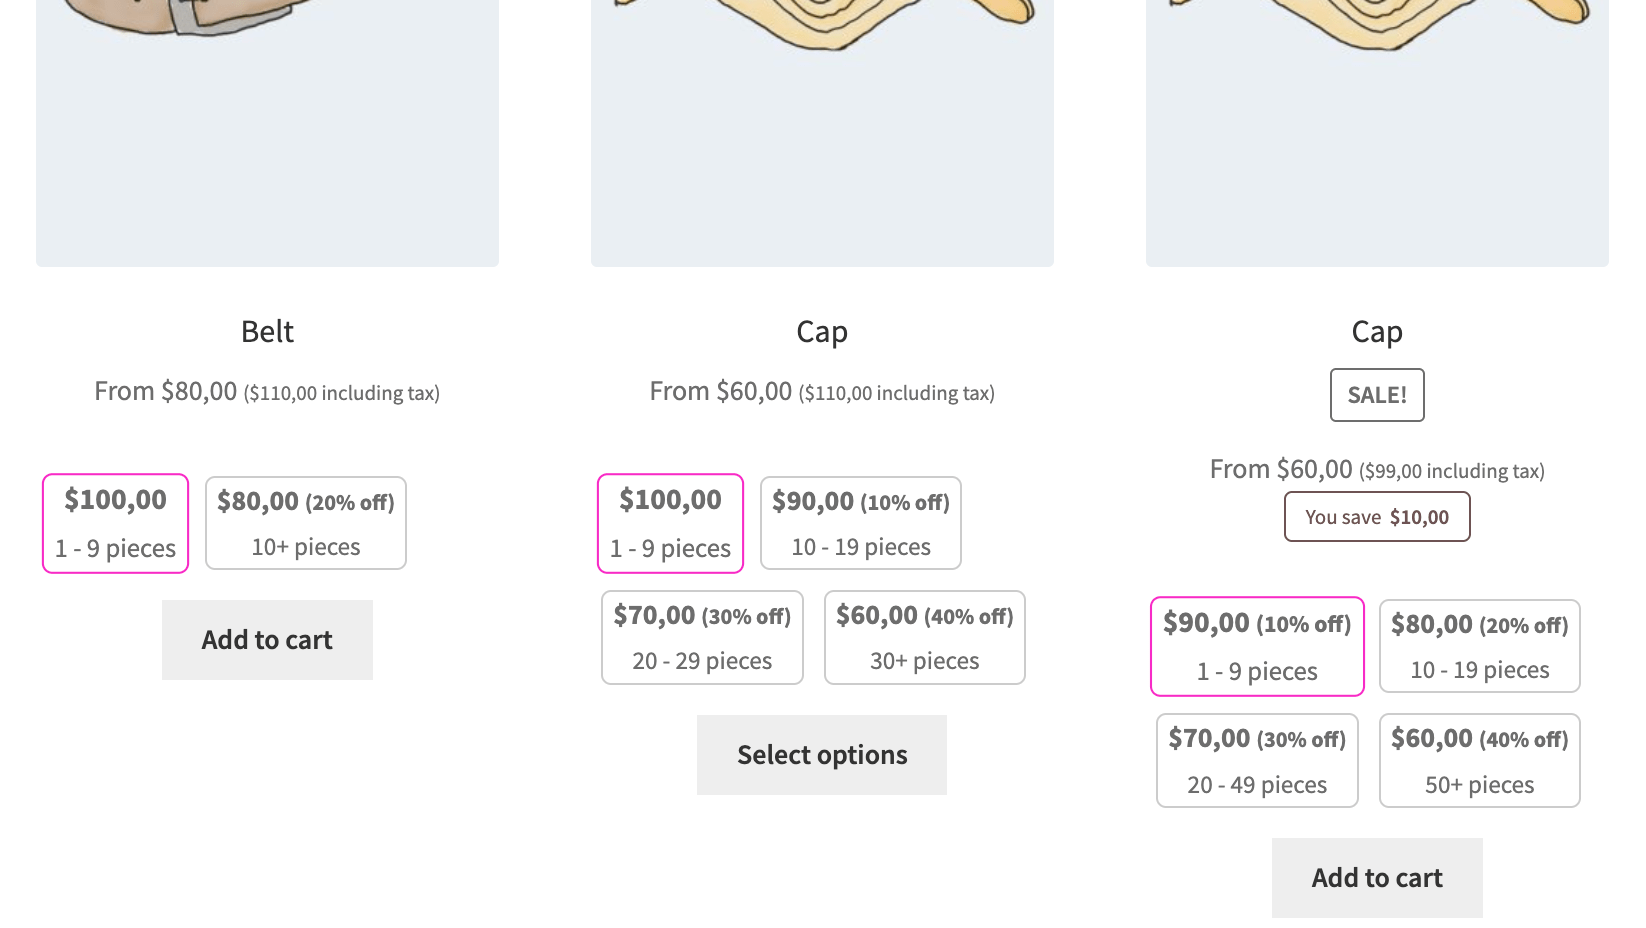 Belt
From $80,00 ($110,00 including tax)
$100,00
1 - 9 pieces
$80,00 (20% off)
10+ pieces
Add to cart
Cap
From $60,00 ($110,00 including tax)
$100,00
1 - 9 pieces
$90,00 (10% off)
10 - 19 pieces
$70,00 (30% off)
20 - 29 pieces
$60,00 (40% off)
30+ pieces
Select options
Cap
SALE!
From $60,00 ($99,00 including tax)
You save $10,00
$90,00 (10% off)
1 - 9 pieces
$80,00 (20% off)
10 - 19 pieces
$70,00 (30% off)
20 - 49 pieces
$60,00 (40% off)
50+ pieces
Add to cart